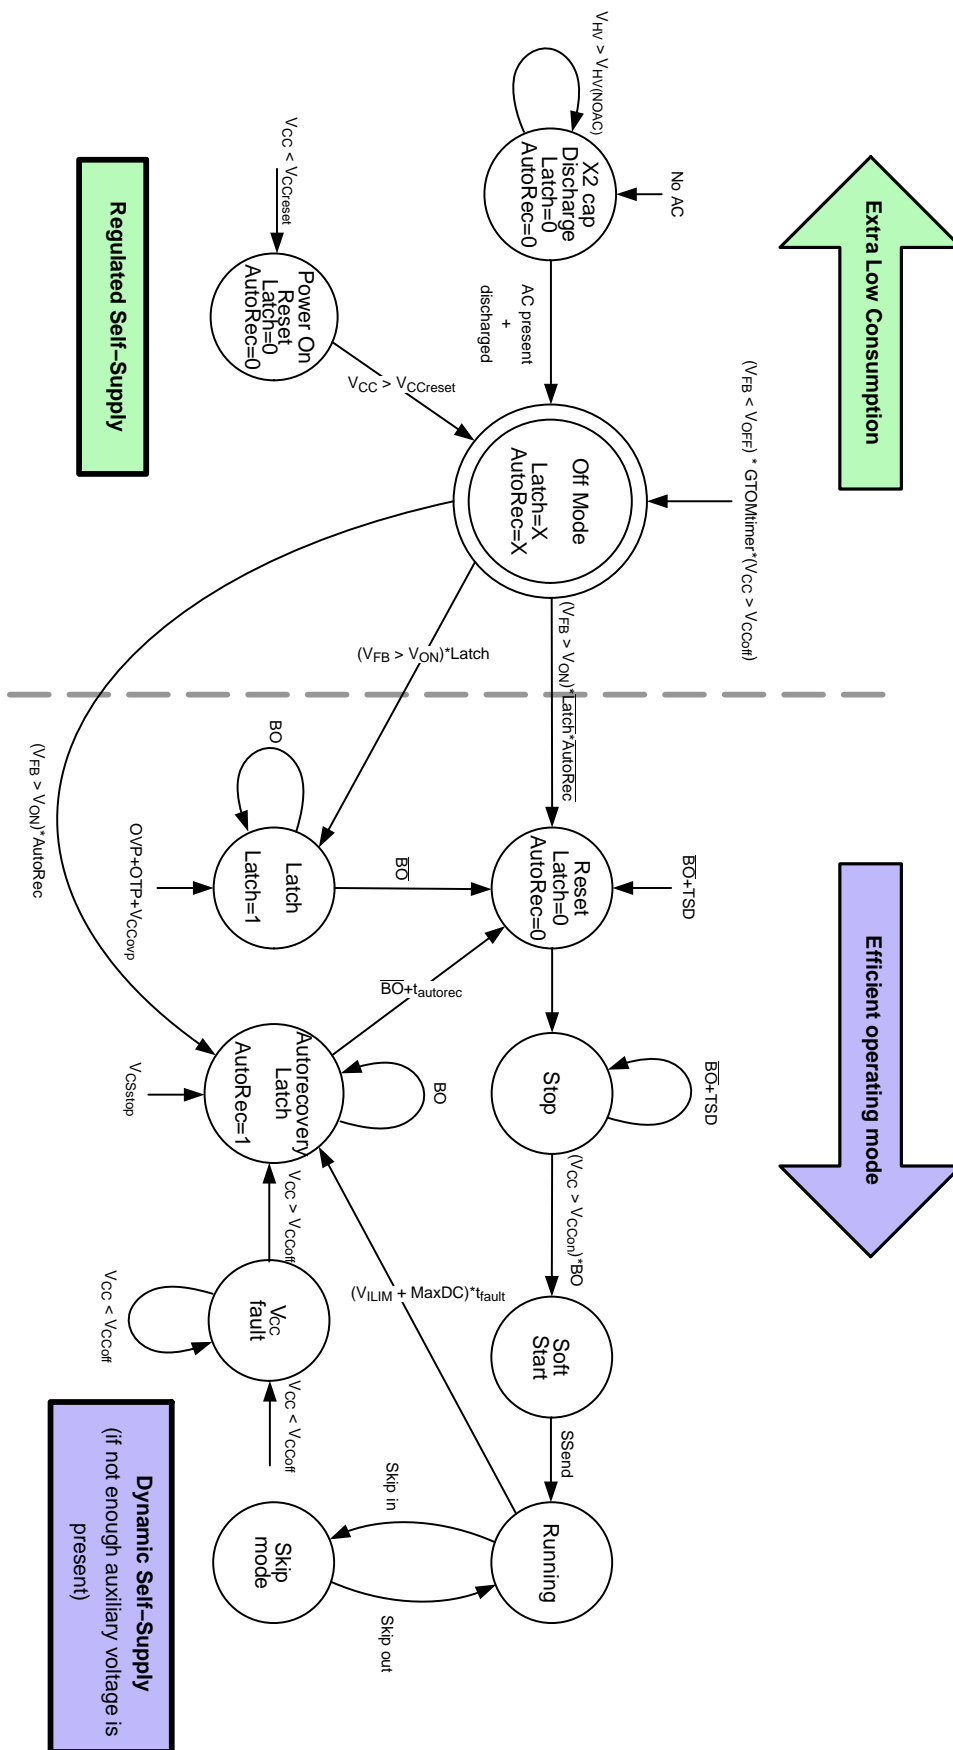 Extra Low Consumption
Efficient operating mode
(VFB < VOFF) * GTOMtimer*(VCC > VCCoff)
No AC
VHV > VHV(NOAC)
X2 cap
Discharge
Latch=0
AutoRec=0
AC present
+
discharged
Off Mode
Latch=X
AutoRec=X
(VFB > VON)*Latch*AutoRec
BO+TSD
Reset
Latch=0
AutoRec=0
BO+TSD
Stop
(VCC > VCCon)*BO
Soft
Start
SSend
Running
VCC < VCCreset
Power On
Reset
Latch=0
AutoRec=0
VCC > VCCreset
(VFB > VON)*Latch
BO
Latch
Latch=1
BO
OVP+OTP+VCCovp
(VFB > VON)*AutoRec
BO+tautorec
BO
Autorecovery
Latch
AutoRec=1
VCSstop
(VILIM + MaxDC)*tfault
VCC > VCCoff
VCC
fault
VCC < VCCoff
VCC < VCCoff
Skip in
Skip out
Skip
mode
Regulated Self−Supply
Dynamic Self−Supply
(if not enough auxiliary voltage is
present)